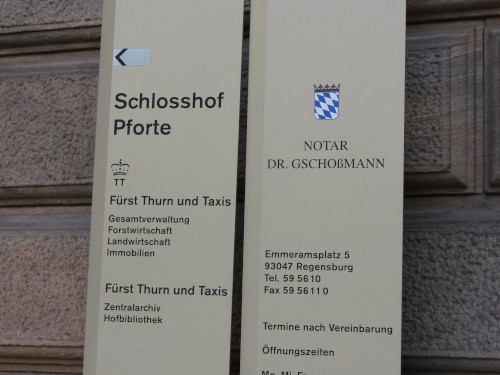 Schlosshof
Pforte
TT
Fürst Thurn und Taxis
Gesamtverwaltung
Forstwirtschaft
Landwirtschaft
Immobilien
Fürst Thurn und Taxis
Zentralarchiv
Hofbibliothek
NOTAR
DR. GSCHOßMANN
Emmeramsplatz 5
93047 Regensburg
Tel. 59 56 10
Fax 59 56 11 0
Termine nach Vereinbarung
Öffnungszeiten